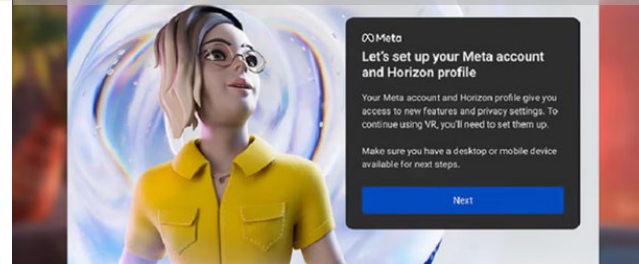 Meta
Let's set up your Meta account
and Horizon profile
Your Meta account and Horizon profile give you
access to new features and privacy settings. To
continue using VR, you'll need to set them up.
Make sure you have a desktop or mobile device
available for next steps.
Next